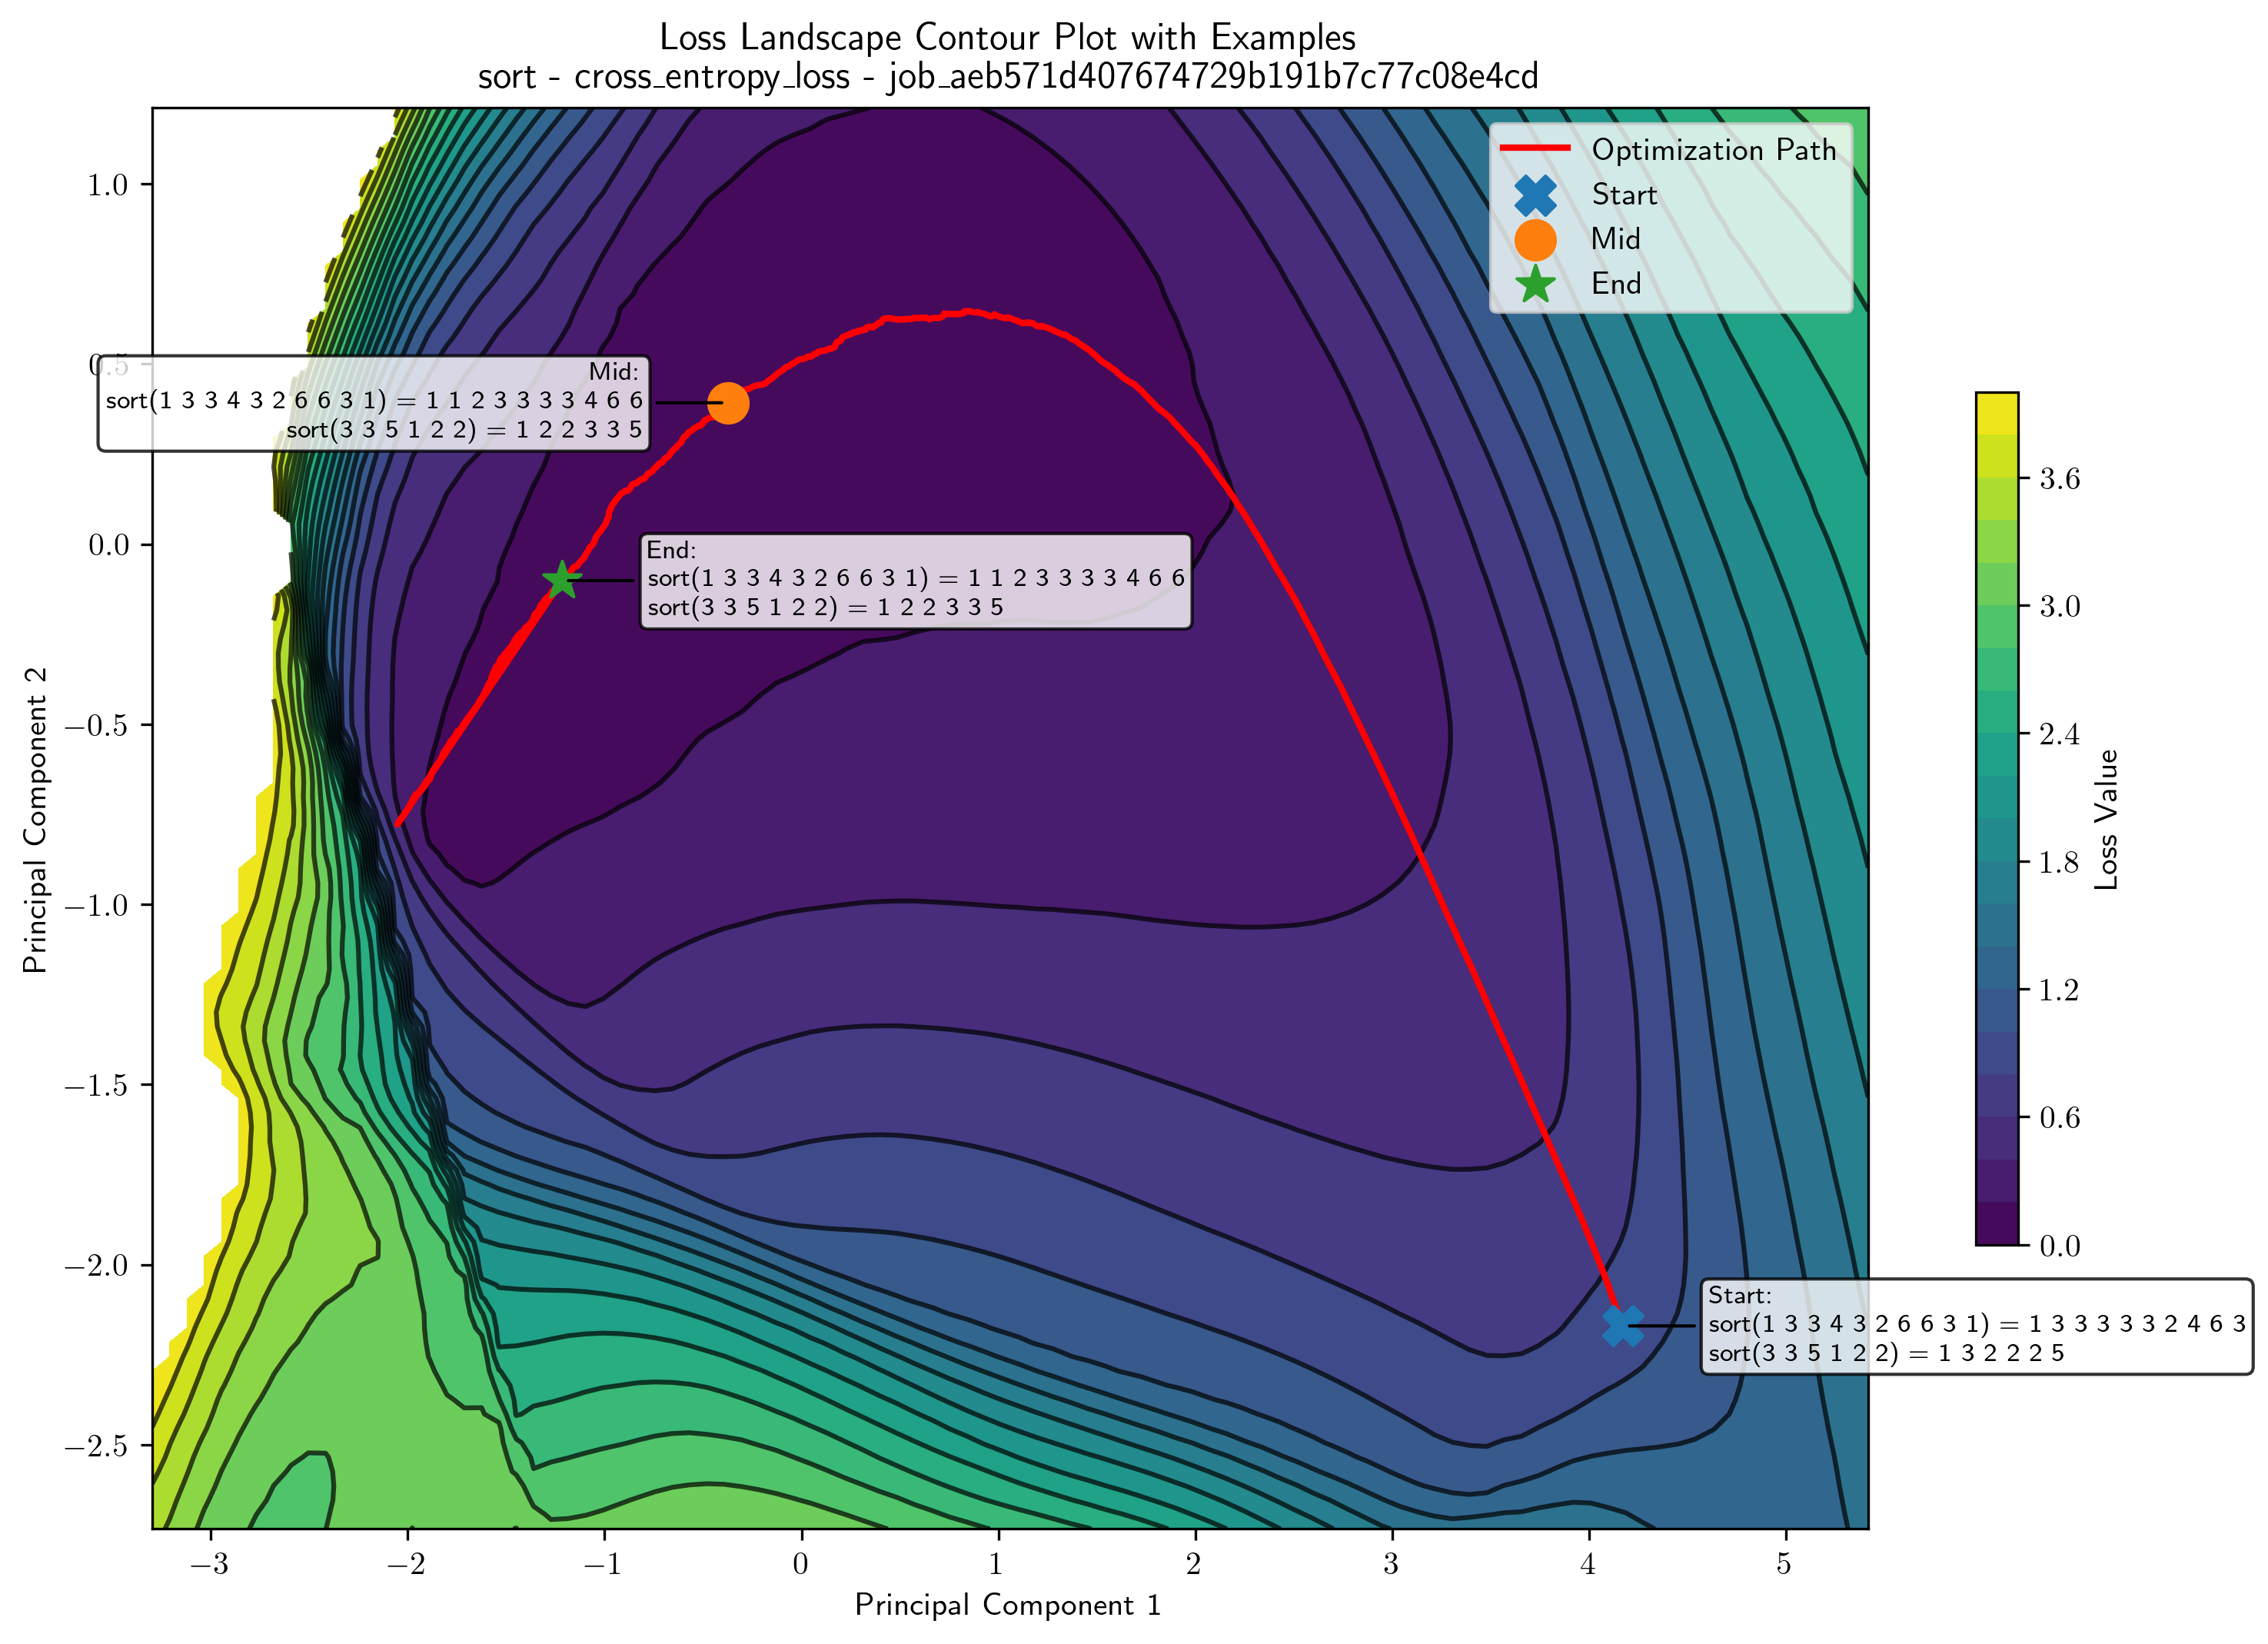 Loss Landscape Contour Plot with Examples
sort - cross_entropy_loss - job_aeb571d407674729b191b7c77c08e4cd
Optimization Path
Start
Mid
End
Mid:
sort(1 3 3 4 3 2 6 6 3 1) = 1 1 2 3 3 3 3 4 6 6
sort(3 3 5 1 2 2) = 1 2 2 3 3 5
End:
sort(1 3 3 4 3 2 6 6 3 1) = 1 1 2 3 3 3 3 4 6 6
sort(3 3 5 1 2 2) = 1 2 2 3 3 5
Start:
sort(1 3 3 4 3 2 6 6 3 1) = 1 3 3 3 3 3 2 4 6 3
sort(3 3 5 1 2 2) = 1 3 2 2 2 5
Principal Component 2
1.0
0.5
0.0
−0.5
−1.0
−1.5
−2.0
−2.5
−3
−2
−1
0
1
2
3
4
5
Principal Component 1
3.6
3.0
2.4
1.8
1.2
0.6
0.0
Loss Value